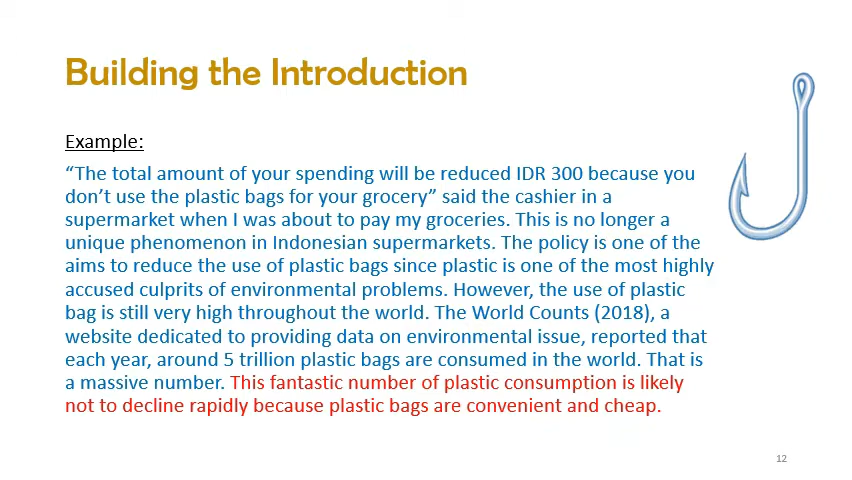 Building the Introduction
Example:
“The total amount of your spending will be reduced IDR 300 because you
don’t use the plastic bags for your grocery” said the cashier in a
supermarket when I was about to pay my groceries. This is no longer a
unique phenomenon in Indonesian supermarkets. The policy is one of the
aims to reduce the use of plastic bags since plastic is one of the most highly
accused culprits of environmental problems. However, the use of plastic
bag is still very high throughout the world. The World Counts (2018), a
website dedicated to providing data on environmental issue, reported that
each year, around 5 trillion plastic bags are consumed in the world. That is
a massive number. This fantastic number of plastic consumption is likely
not to decline rapidly because plastic bags are convenient and cheap.
12